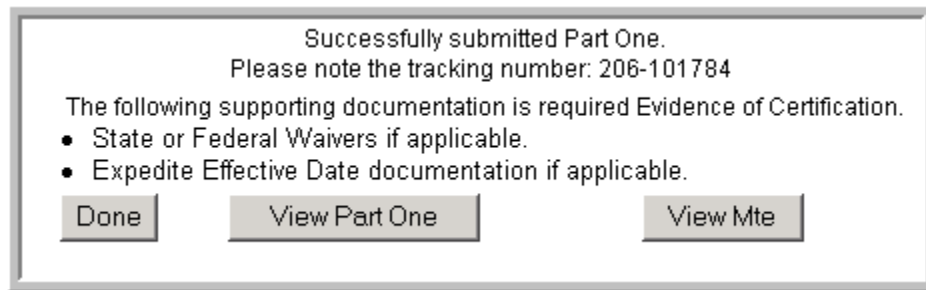 Successfully submitted Part One.
Please note the tracking number: 206-101784
The following supporting documentation is required Evidence of Certification.
• State or Federal Waivers if applicable.
• Expedite Effective Date documentation if applicable.
Done View Part One View Mte